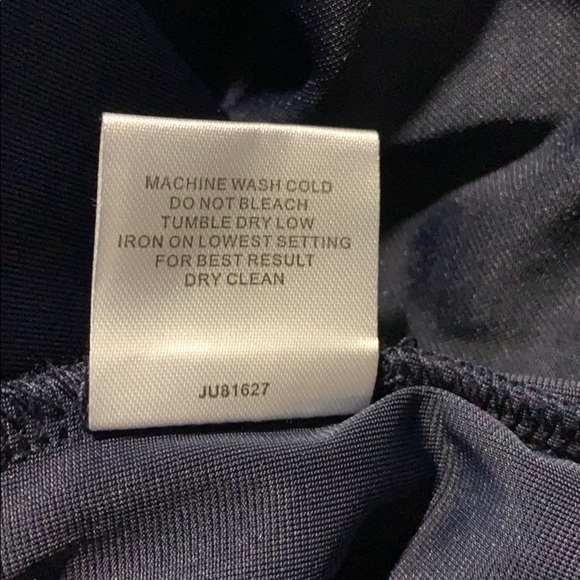 MACHINE WASH COLD
DO NOT BLEACH
TUMBLE DRY LOW
IRON ON LOWEST SETTING
FOR BEST RESULT
DRY CLEAN
JU81627